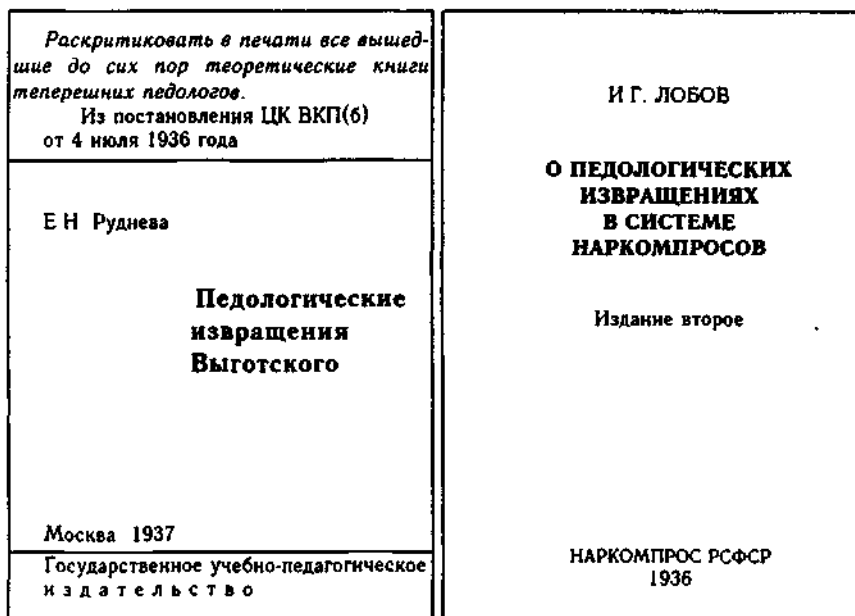 Раскритиковать в печати все вышед-
шие до сих пор теоретические книги
теперешних педологов.
Из постановления ЦК ВКП(б)
от 4 июля 1936 года
Е Н Руднева
Педологические
извращения
Выготского
Москва 1937
Государственное учебно-педагогическое
издательство
И Г. ЛОБОВ
О ПЕДОЛОГИЧЕСКИХ
ИЗВРАЩЕНИЯХ
В СИСТЕМЕ
НАРКОМПРОСОВ
Издание второе
НАРКОМПРОС РСФСР
1936